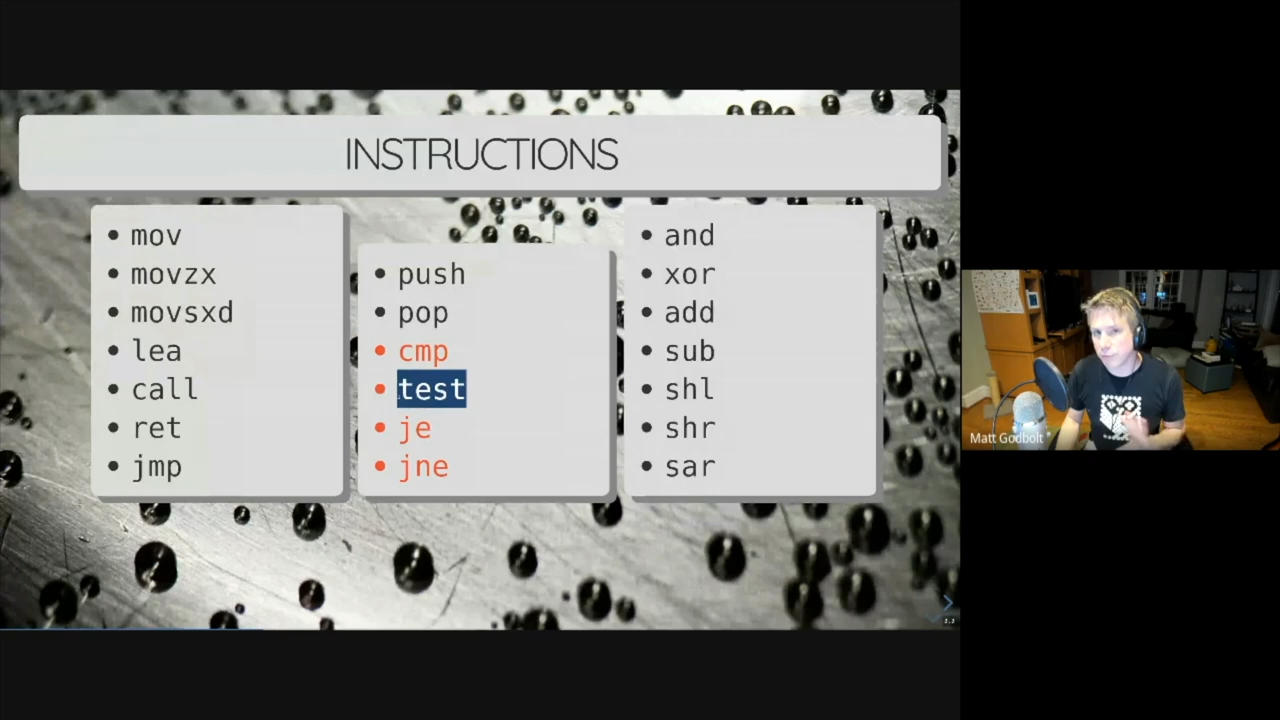 INSTRUCTIONS
• mov
• movzx
• movsxd
• lea
• call
• ret
• jmp
• push
• pop
• cmp
• test
• je
• jne
• and
• xor
• add
• sub
• shl
• shr
• sar
Matt Godbolt